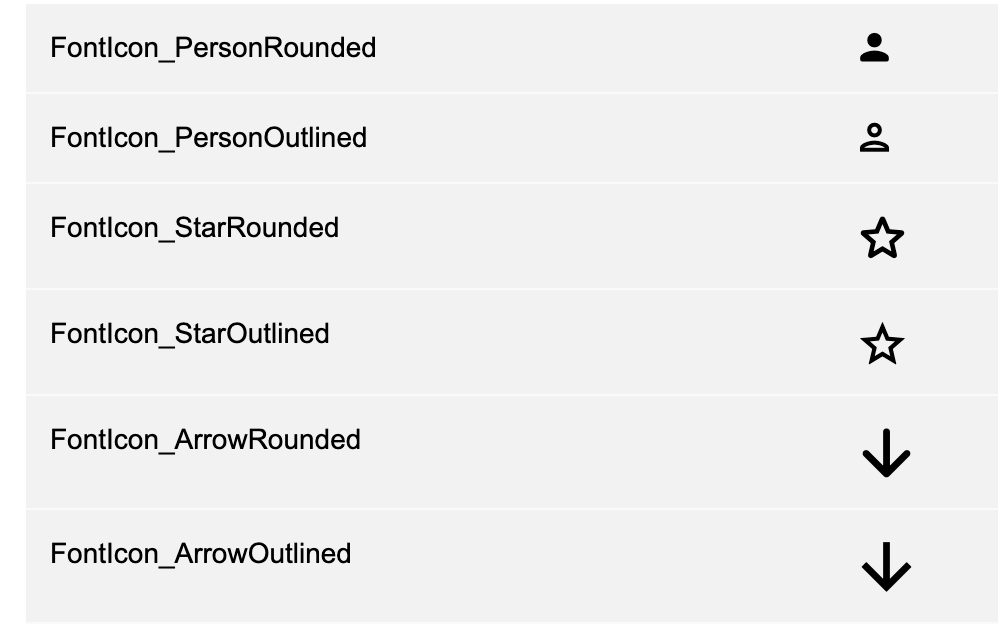 FontIcon_PersonRounded
FontIcon_PersonOutlined
FontIcon_StarRounded
FontIcon_StarOutlined
FontIcon_ArrowRounded
FontIcon_ArrowOutlined